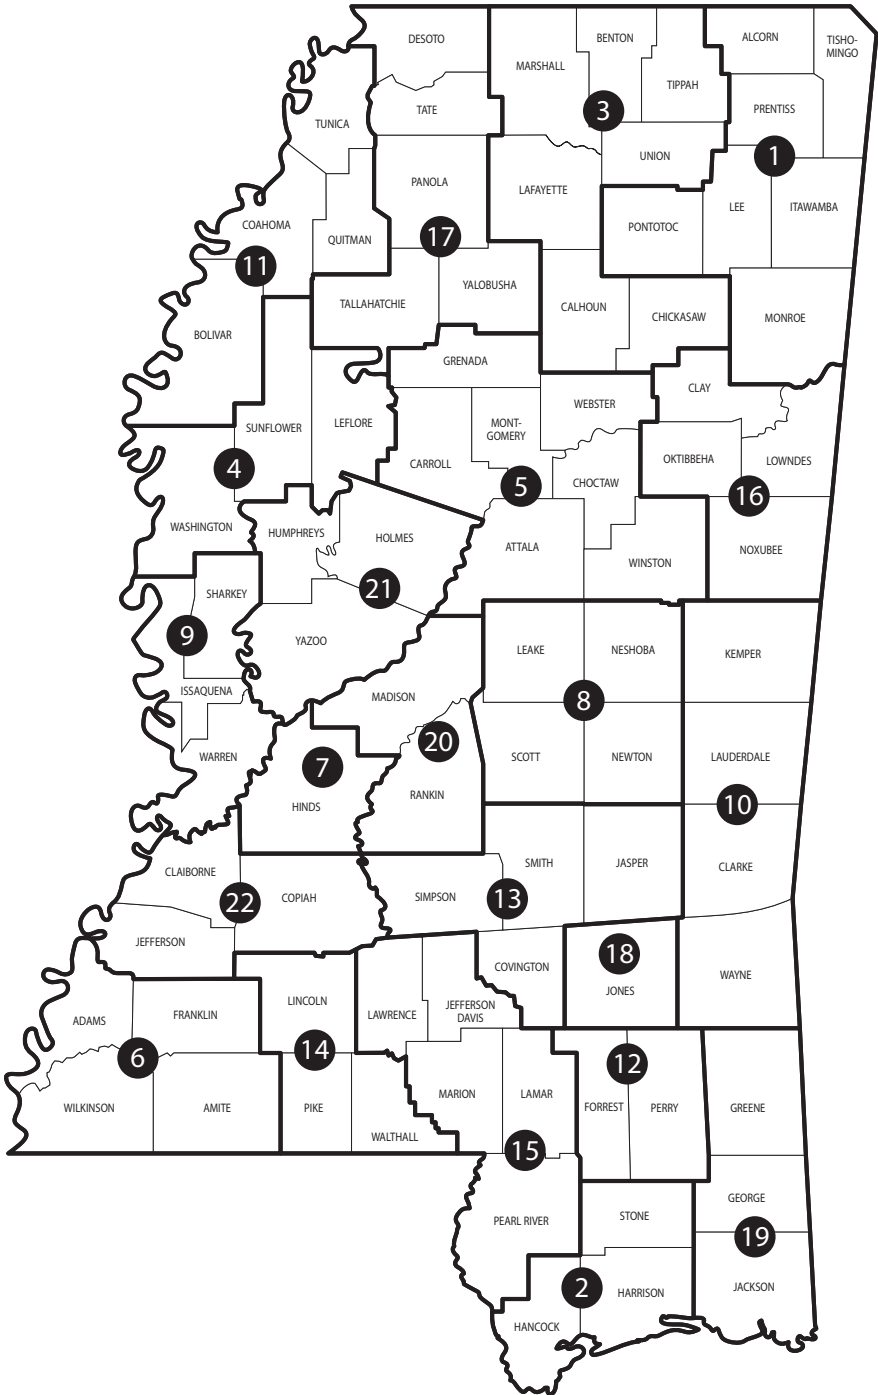 DESOTO
BENTON
ALCORN
TISHO-
MINGO
MARSHALL
TIPPAH
TATE
3
PRENTISS
TUNICA
UNION
1
PANOLA
LAFAYETTE
LEE
ITAWAMBA
COAHOMA
QUITMAN
17
PONTOTOC
11
YALOBUSHA
TALLAHATCHIE
CALHOUN
CHICKASAW
MONROE
BOLIVAR
GRENADA
CLAY
WEBSTER
SUNFLOWER
LEFLORE
MONT-
GOMERY
CARROLL
OKTIBBEHA
LOWNDES
4
5
CHOCTAW
16
WASHINGTON
HUMPHREYS
HOLMES
ATTALA
NOXUBEE
WINSTON
SHARKEY
21
9
YAZOO
LEAKE
NESHOBA
KEMPER
ISSAQUENA
MADISON
8
20
WARREN
7
SCOTT
NEWTON
LAUDERDALE
HINDS
RANKIN
10
CLAIBORNE
SMITH
JASPER
CLARKE
22
COPIAH
SIMPSON
13
JEFFERSON
18
COVINGTON
WAYNE
JONES
ADAMS
FRANKLIN
LINCOLN
LAWRENCE
JEFFERSON
DAVIS
6
14
12
WILKINSON
AMITE
PIKE
MARION
LAMAR
FORREST
PERRY
GREENE
WALTHALL
15
GEORGE
PEARL RIVER
STONE
19
2
HARRISON
JACKSON
HANCOCK